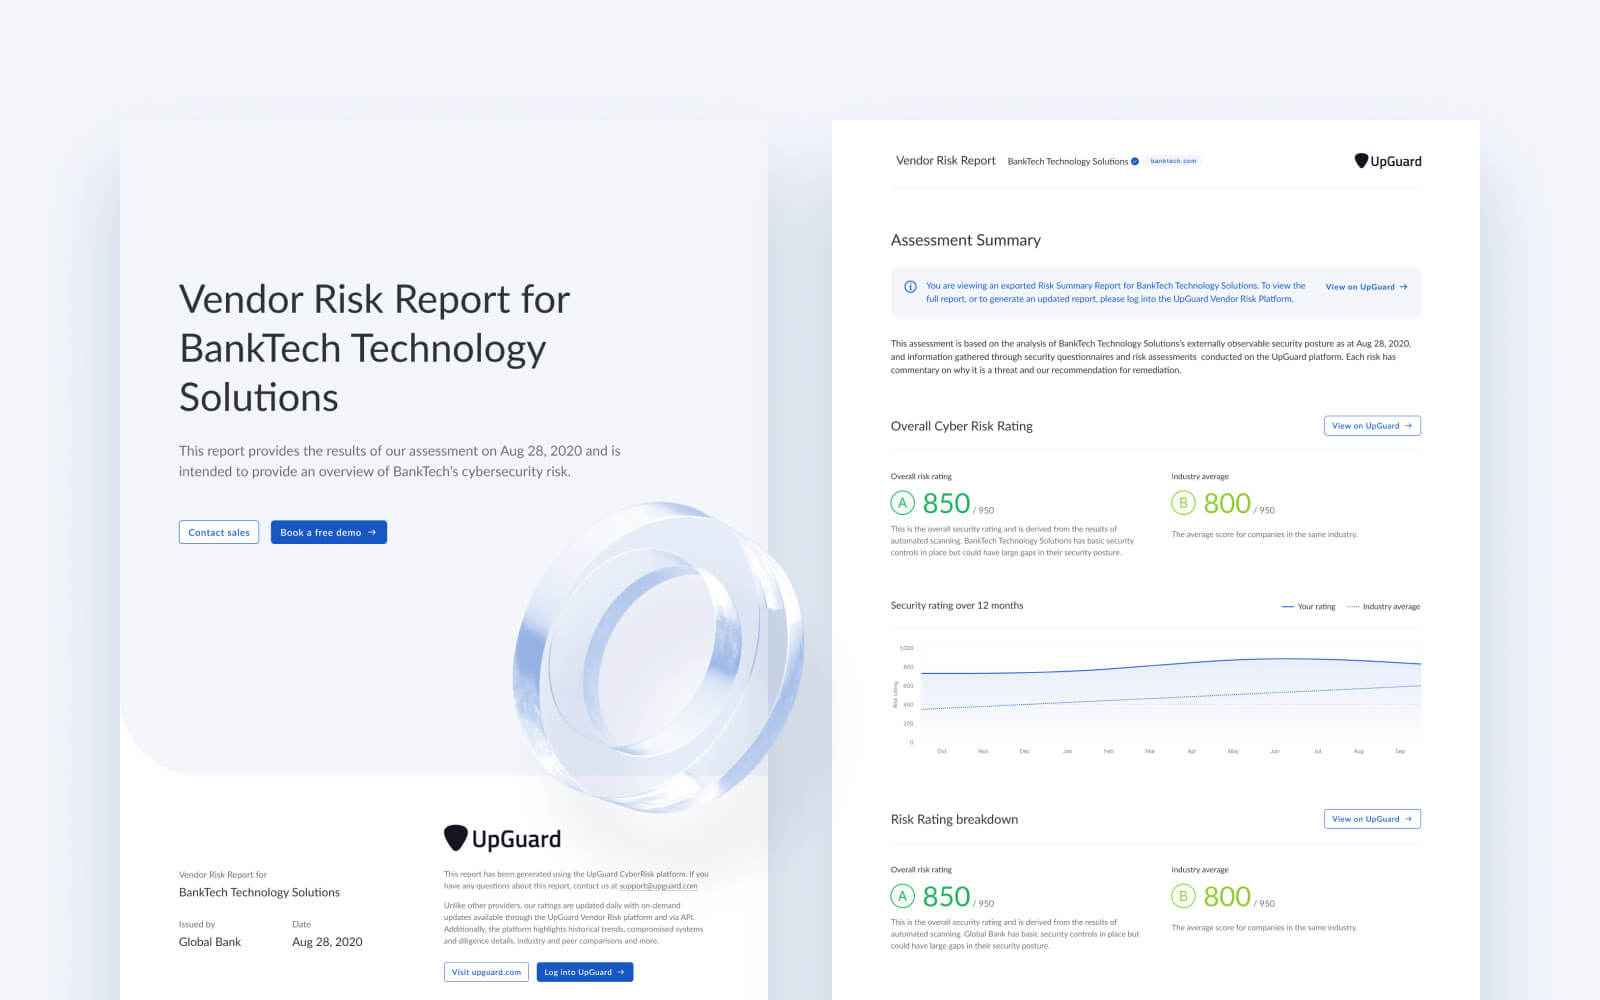 Vendor Risk Report for
BankTech Technology
Solutions
This report provides the results of our assessment on Aug 28, 2020 and is
intended to provide an overview of BankTech's cybersecurity risk.
Contact sales
Book a free demo →
Vendor Risk Report for
BankTech Technology Solutions
Issued by
Global Bank
Date
Aug 28, 2020
UpGuard
This report has been generated using the UpGuard CyberRisk platform. If you
have any questions about this report, contact us at support@upguard.com
Unlike other providers, our ratings are updated daily with on-demand
updates available through the UpGuard Vendor Risk platform and via API.
Additionally, the platform highlights historical trends, compromised systems
and diligence details, industry and peer comparisons and more.
Visit upguard.com
Log into UpGuard →
Vendor Risk Report
BankTech Technology Solutions
banktech.com
UpGuard
Assessment Summary
You are viewing an exported Risk Summary Report for BankTech Technology Solutions. To view the
full report, or to generate an updated report, please log into the UpGuard Vendor Risk Platform.
View on UpGuard →
This assessment is based on the analysis of BankTech Technology Solutions's externally observable security posture as at Aug 28, 2020,
and information gathered through security questionnaires and risk assessments conducted on the UpGuard platform. Each risk has
commentary on why it is a threat and our recommendation for remediation.
Overall Cyber Risk Rating
View on UpGuard →
Overall risk rating
A 850 / 950
This is the overall security rating and is derived from the results of
automated scanning. BankTech Technology Solutions has basic security
controls in place but could have large gaps in their security posture.
Industry average
B 800 / 950
The average score for companies in the same industry.
Security rating over 12 months
Your rating
Industry average
Risk rating
1,000
800
600
400
200
0
Oct Nov Dec Jan Feb Mar Apr May Jun Jul Aug Sep
Risk Rating breakdown
View on UpGuard →
Overall risk rating
A 850 / 950
This is the overall security rating and is derived from the results of
automated scanning. Global Bank has basic security controls in place but
could have large gaps in their security posture.
Industry average
B 800 / 950
The average score for companies in the same industry.